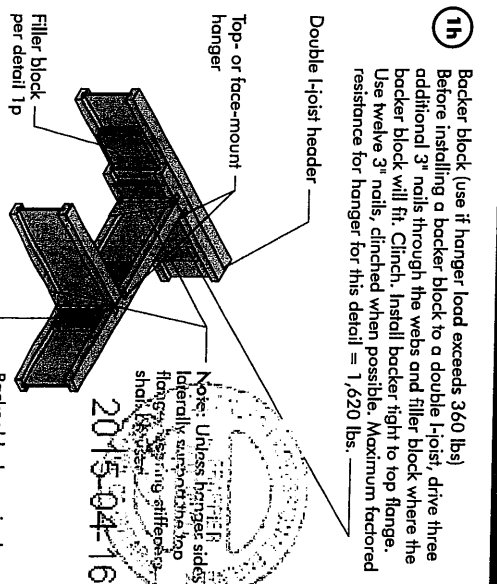 1h
Backer block (use if hanger load exceeds 360 lbs)
Before installing a backer block to a double I-joist, drive three
additional 3" nails through the webs and filler block where the
backer block will fit. Clinch. Install backer tight to top flange.
Use twelve 3" nails, clinched when possible. Maximum factored
resistance for hanger for this detail = 1,620 lbs.
Double I-joist header
Top- or face-mount
hanger
Filler block
per detail 1p
Note: Unless hanger sides
laterally support the top
flange, bearing stiffeners
shall be used.
2015-04-16